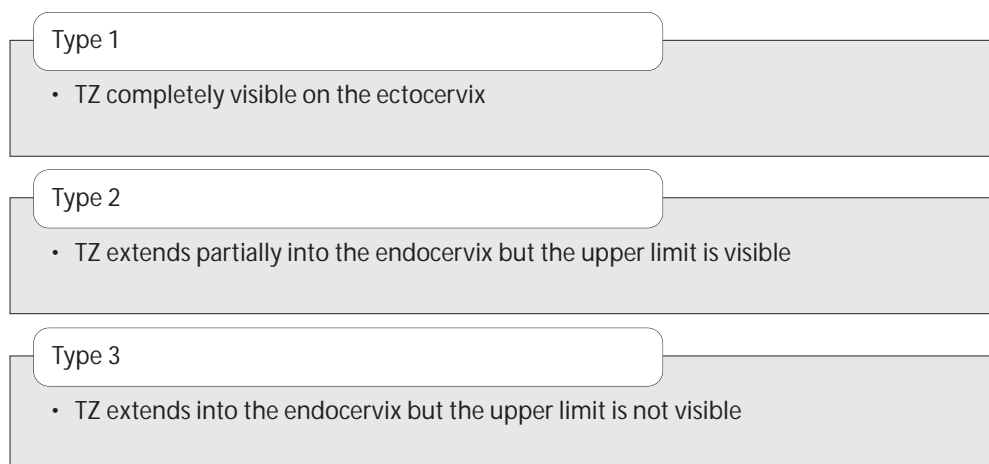 Type 1
• TZ completely visible on the ectocervix
Type 2
• TZ extends partially into the endocervix but the upper limit is visible
Type 3
• TZ extends into the endocervix but the upper limit is not visible